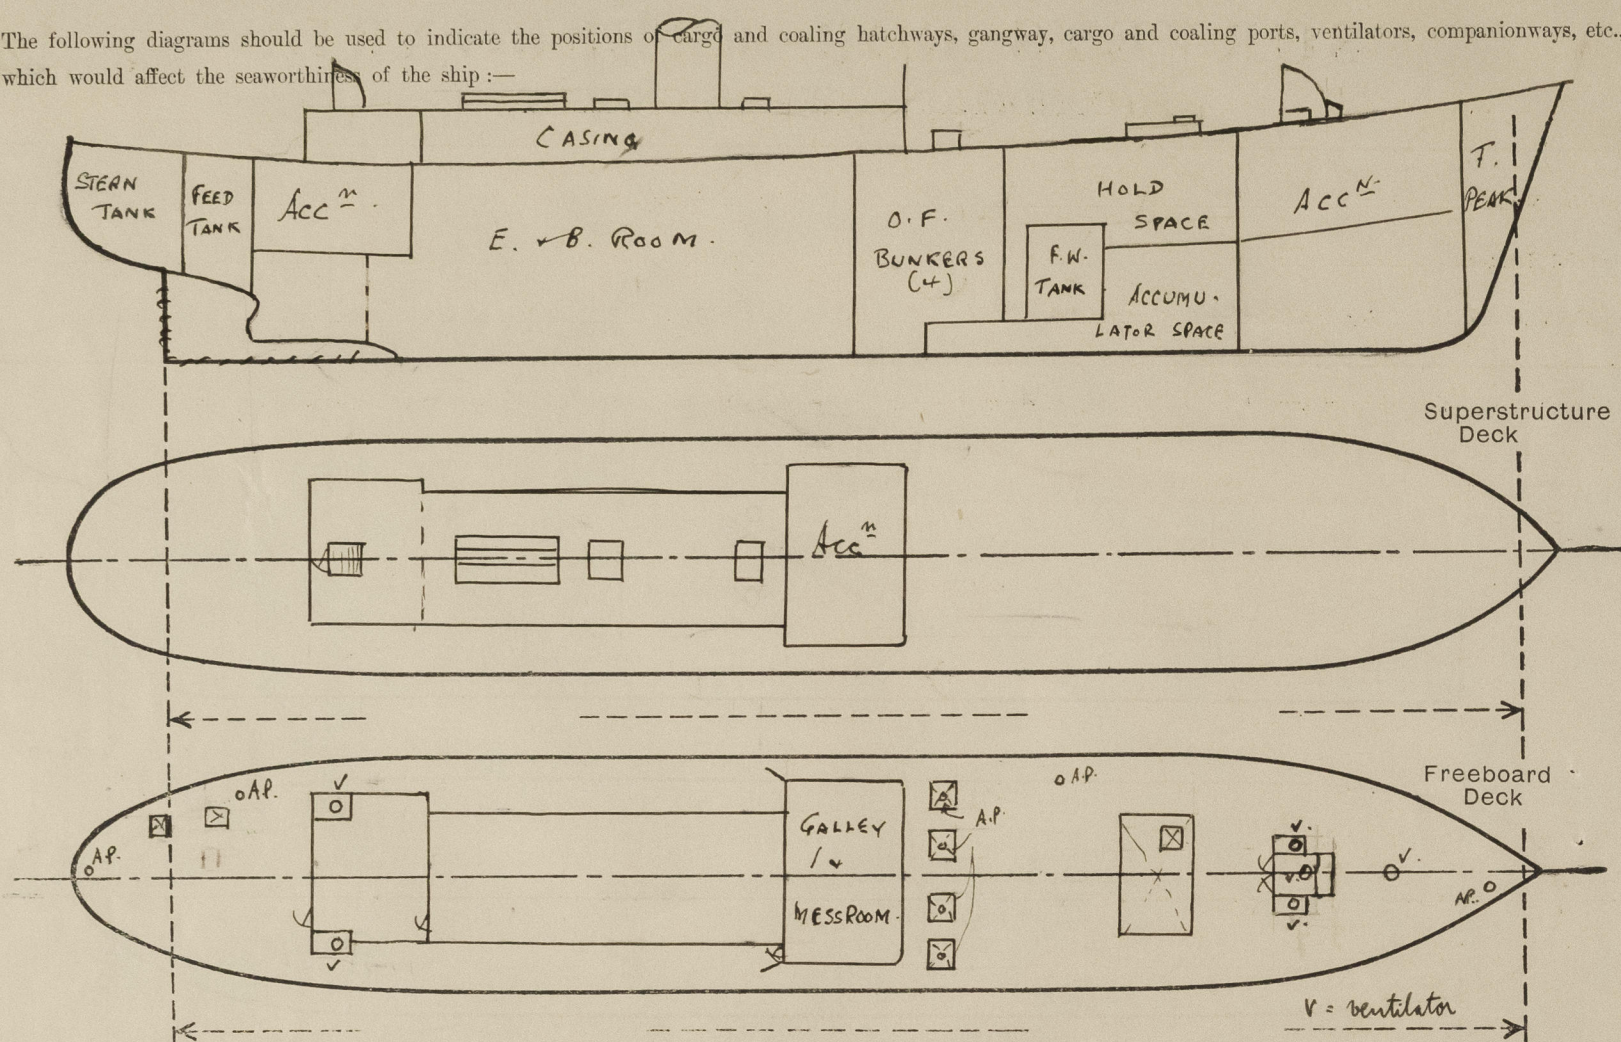 The following diagrams should be used to indicate the positions of cargo and coaling hatchways, gangway, cargo and coaling ports, ventilators, companionways, etc.,
which would affect the seaworthiness of the ship :—
CASING
STERN
TANK
FEED
TANK
Accⁿ.
E. & B. ROOM.
O.F.
BUNKERS
(4)
HOLD
SPACE
F.W.
TANK
ACCUMU-
LATOR SPACE
Accᴺ.
F.
PEAK
Superstructure
Deck
Accⁿ
Freeboard
Deck
A.P.
A.P.
V
V
GALLEY
MESSROOM.
A.P.
A.P.
V.
V.
V.
V.
A.P.
V = ventilator